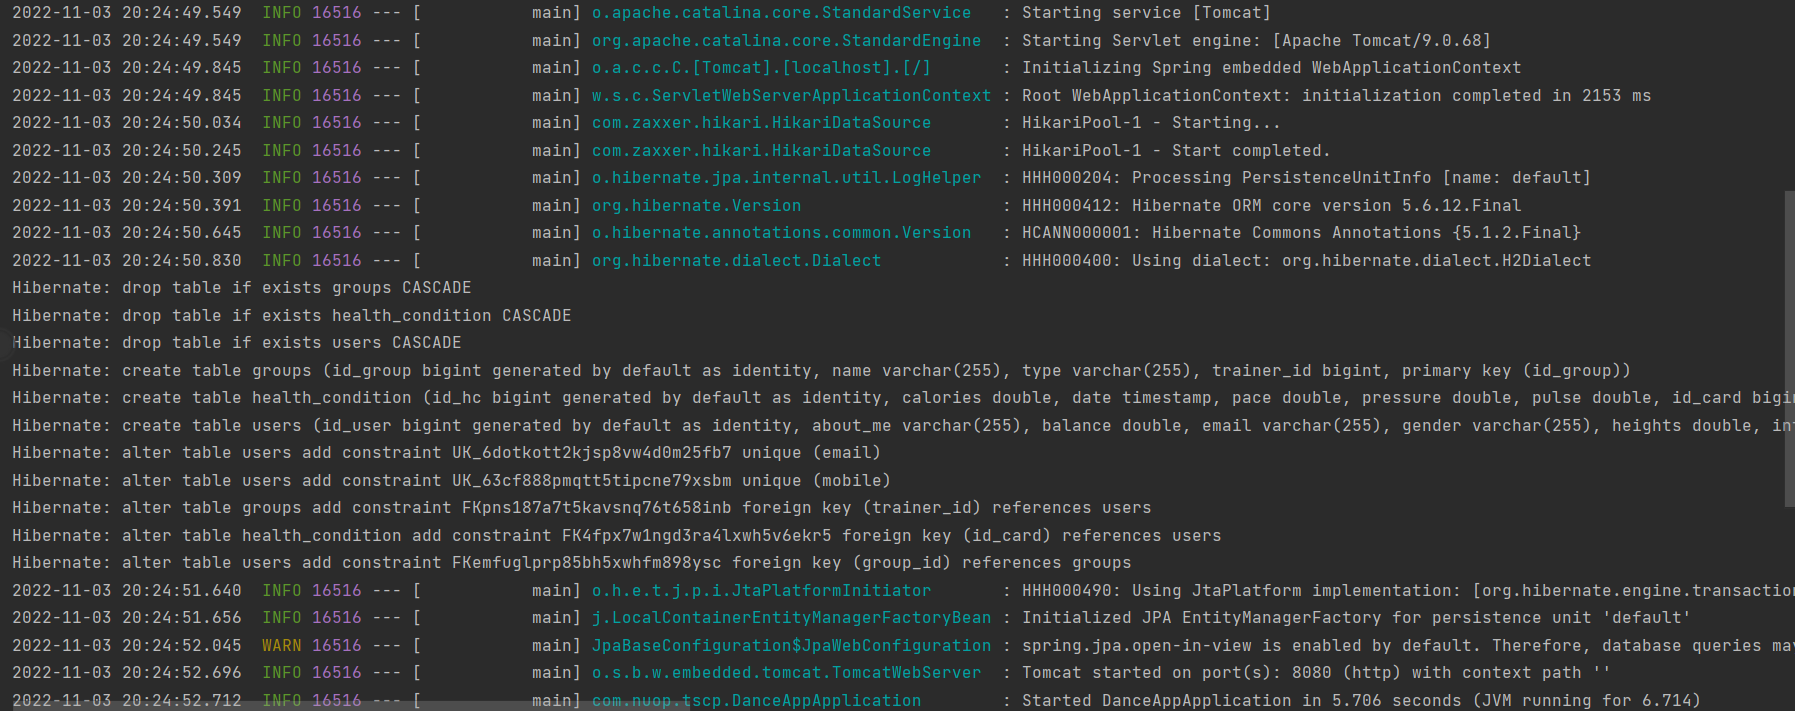 2022-11-03 20:24:49.549  INFO 16516 --- [           main] o.apache.catalina.core.StandardService   : Starting service [Tomcat]
2022-11-03 20:24:49.549  INFO 16516 --- [           main] org.apache.catalina.core.StandardEngine  : Starting Servlet engine: [Apache Tomcat/9.0.68]
2022-11-03 20:24:49.845  INFO 16516 --- [           main] o.a.c.c.C.[Tomcat].[localhost].[/]       : Initializing Spring embedded WebApplicationContext
2022-11-03 20:24:49.845  INFO 16516 --- [           main] w.s.c.ServletWebServerApplicationContext : Root WebApplicationContext: initialization completed in 2153 ms
2022-11-03 20:24:50.034  INFO 16516 --- [           main] com.zaxxer.hikari.HikariDataSource       : HikariPool-1 - Starting...
2022-11-03 20:24:50.245  INFO 16516 --- [           main] com.zaxxer.hikari.HikariDataSource       : HikariPool-1 - Start completed.
2022-11-03 20:24:50.309  INFO 16516 --- [           main] o.hibernate.jpa.internal.util.LogHelper  : HHH000204: Processing PersistenceUnitInfo [name: default]
2022-11-03 20:24:50.391  INFO 16516 --- [           main] org.hibernate.Version                    : HHH000412: Hibernate ORM core version 5.6.12.Final
2022-11-03 20:24:50.645  INFO 16516 --- [           main] o.hibernate.annotations.common.Version   : HCANN000001: Hibernate Commons Annotations {5.1.2.Final}
2022-11-03 20:24:50.830  INFO 16516 --- [           main] org.hibernate.dialect.Dialect            : HHH000400: Using dialect: org.hibernate.dialect.H2Dialect
Hibernate: drop table if exists groups CASCADE
Hibernate: drop table if exists health_condition CASCADE
Hibernate: drop table if exists users CASCADE
Hibernate: create table groups (id_group bigint generated by default as identity, name varchar(255), type varchar(255), trainer_id bigint, primary key (id_group))
Hibernate: create table health_condition (id_hc bigint generated by default as identity, calories double, date timestamp, pace double, pressure double, pulse double, id_card
Hibernate: create table users (id_user bigint generated by default as identity, about_me varchar(255), balance double, email varchar(255), gender varchar(255), heights double,
Hibernate: alter table users add constraint UK_6dotkott2kjsp8vw4d0m25fb7 unique (email)
Hibernate: alter table users add constraint UK_63cf888pmqtt5tipcne79xsbm unique (mobile)
Hibernate: alter table groups add constraint FKpns187a7t5kavsnq76t658inb foreign key (trainer_id) references users
Hibernate: alter table health_condition add constraint FK4fpx7w1ngd3ra4lxwh5v6ekr5 foreign key (id_card) references users
Hibernate: alter table users add constraint FKemfuglprp85bh5xwhfm898ysc foreign key (group_id) references groups
2022-11-03 20:24:51.640  INFO 16516 --- [           main] o.h.e.t.j.p.i.JtaPlatformInitiator       : HHH000490: Using JtaPlatform implementation: [org.hibernate.engine.transaction
2022-11-03 20:24:51.656  INFO 16516 --- [           main] j.LocalContainerEntityManagerFactoryBean : Initialized JPA EntityManagerFactory for persistence unit 'default'
2022-11-03 20:24:52.045  WARN 16516 --- [           main] JpaBaseConfiguration$JpaWebConfiguration : spring.jpa.open-in-view is enabled by default. Therefore, database queries may
2022-11-03 20:24:52.696  INFO 16516 --- [           main] o.s.b.w.embedded.tomcat.TomcatWebServer  : Tomcat started on port(s): 8080 (http) with context path ''
2022-11-03 20:24:52.712  INFO 16516 --- [           main] com.nuop.tscp.DanceAppApplication        : Started DanceAppApplication in 5.706 seconds (JVM running for 6.714)